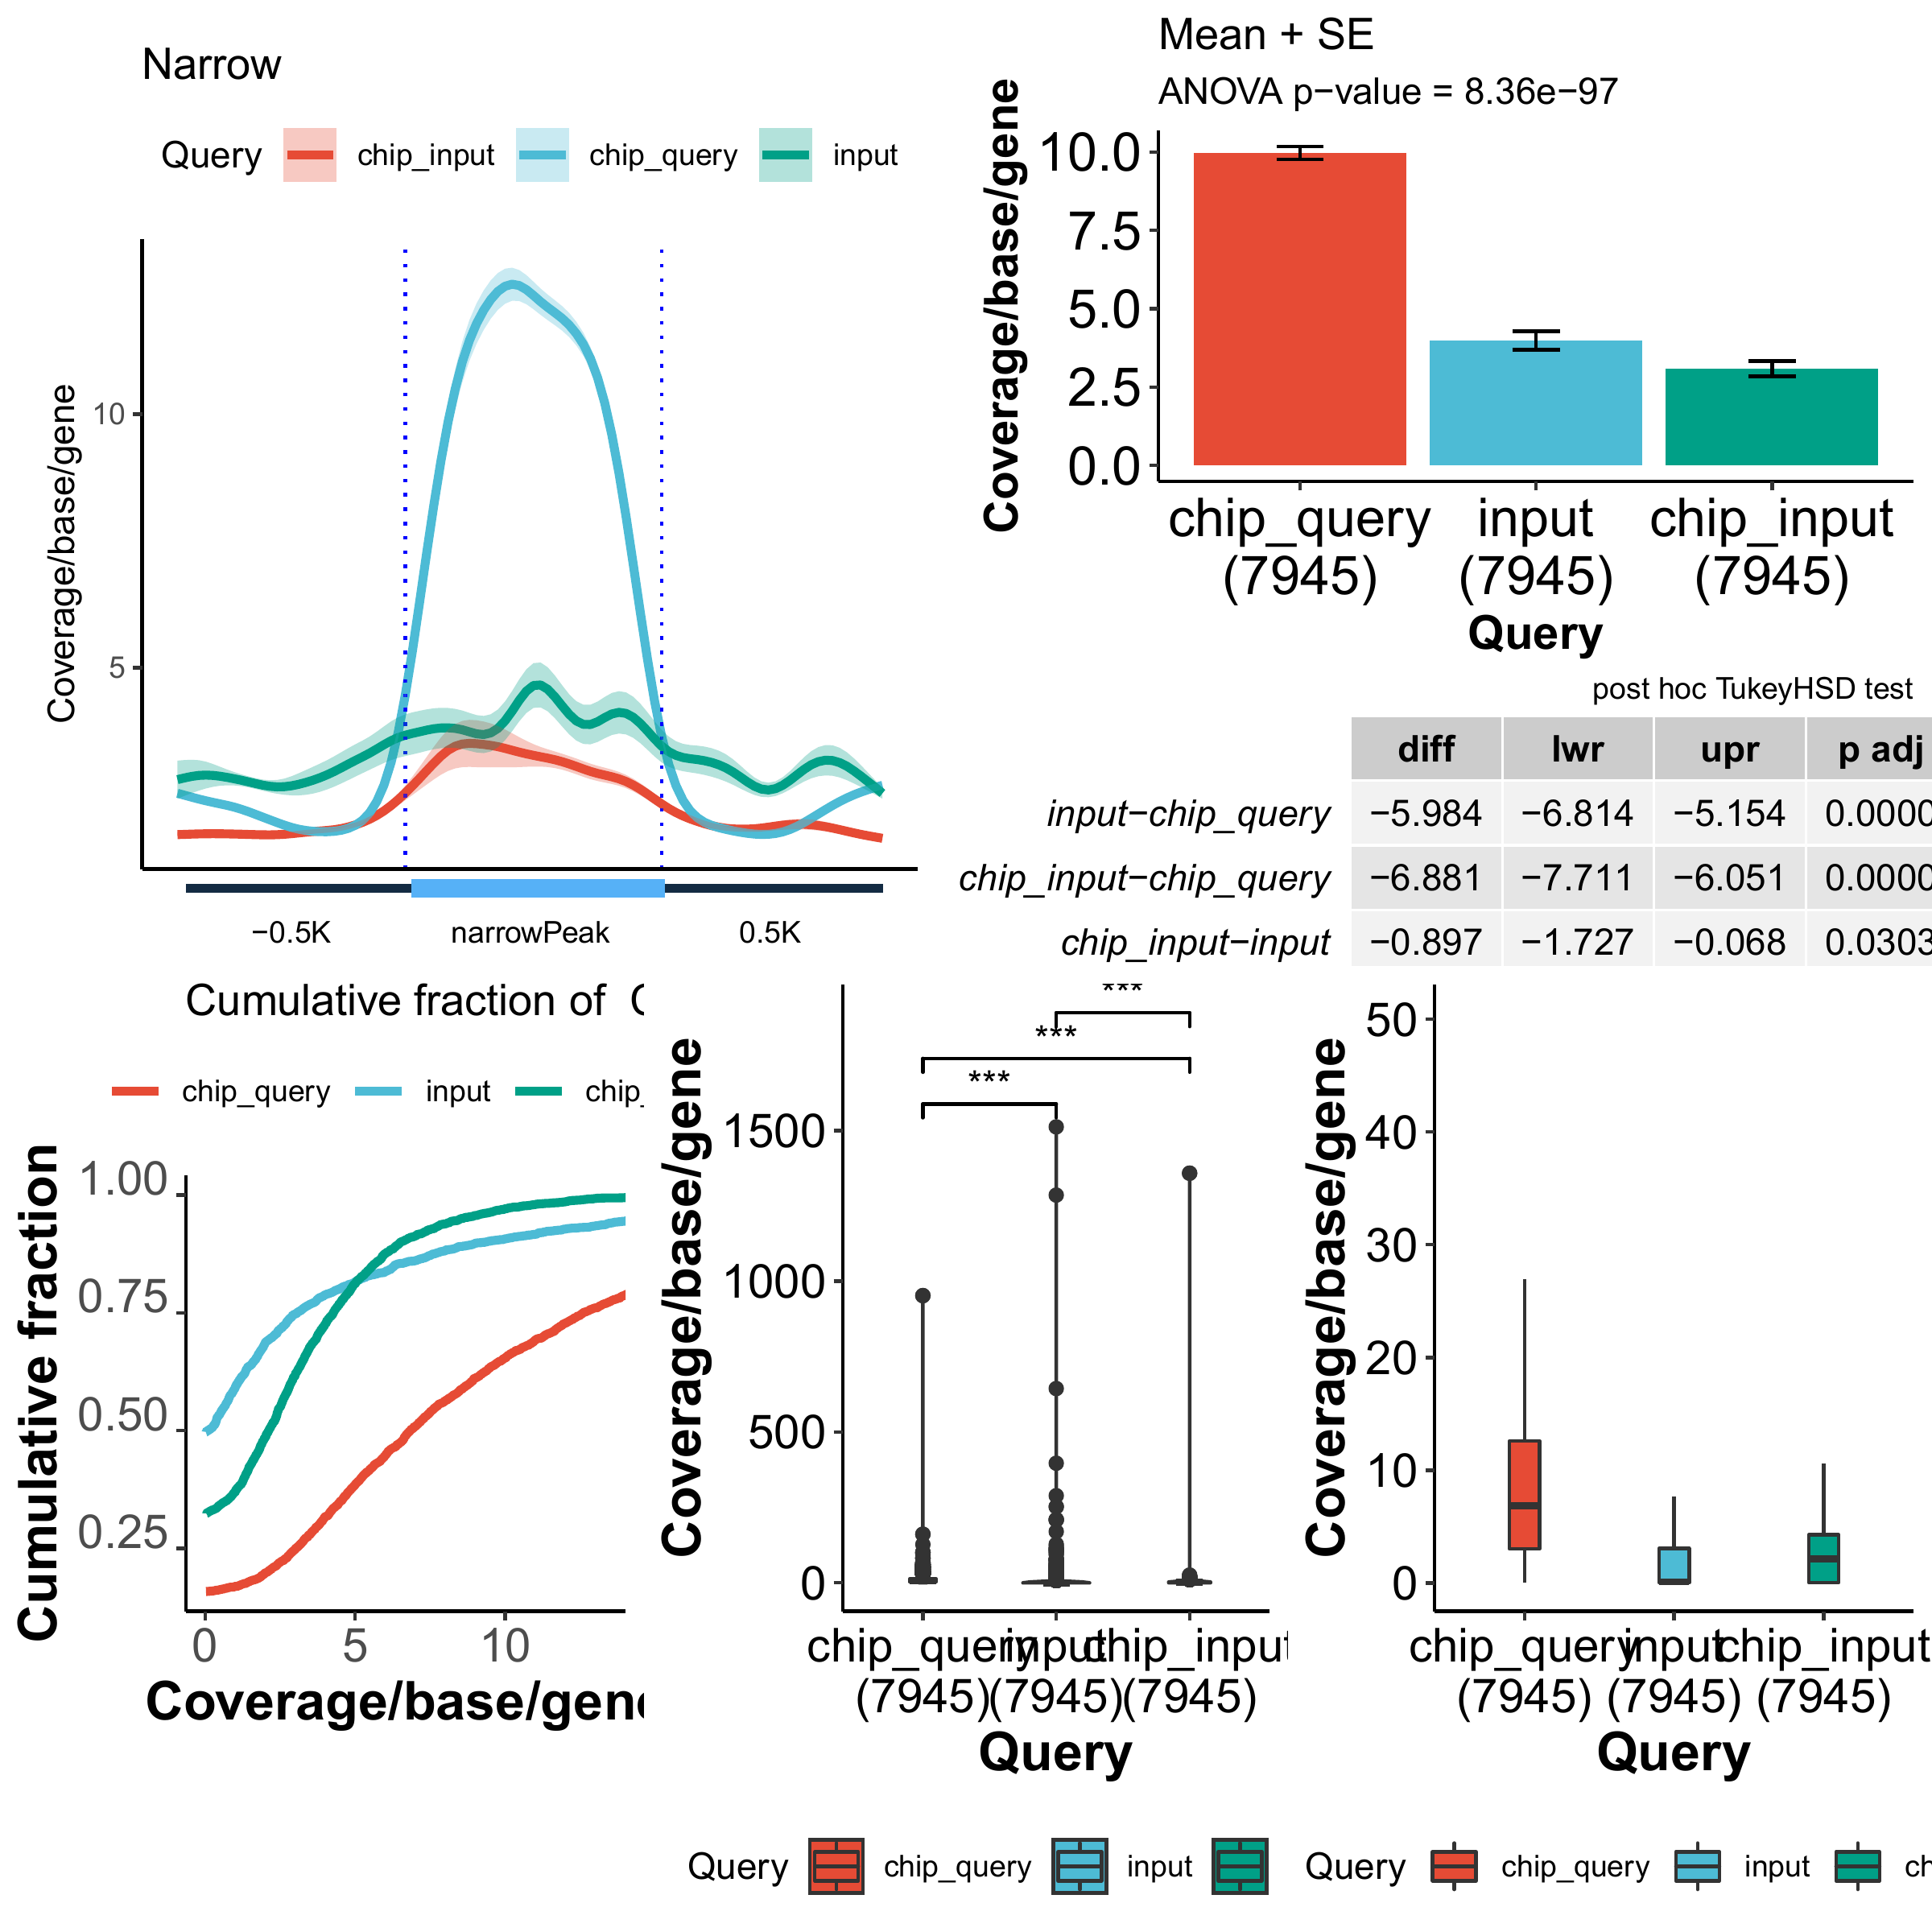 Narrow
Query chip_input chip_query input
Coverage/base/gene
10
5
−0.5K narrowPeak 0.5K
Mean + SE
ANOVA p−value = 8.36e−97
Coverage/base/gene
10.0
7.5
5.0
2.5
0.0
chip_query input chip_input
(7945) (7945) (7945)
Query
post hoc TukeyHSD test
diff lwr upr p adj
input−chip_query −5.984 −6.814 −5.154 0.0000
chip_input−chip_query −6.881 −7.711 −6.051 0.0000
chip_input−input −0.897 −1.727 −0.068 0.0303
Cumulative fraction of
chip_query input chip_
Cumulative fraction
1.00
0.75
0.50
0.25
0 5 10
Coverage/base/gene
Coverage/base/gene
***
***
***
1500
1000
500
0
chip_query input chip_input
(7945) (7945) (7945)
Query
Query chip_query input
Coverage/base/gene
50
40
30
20
10
0
chip_query input chip_input
(7945) (7945) (7945)
Query
Query chip_query input ch